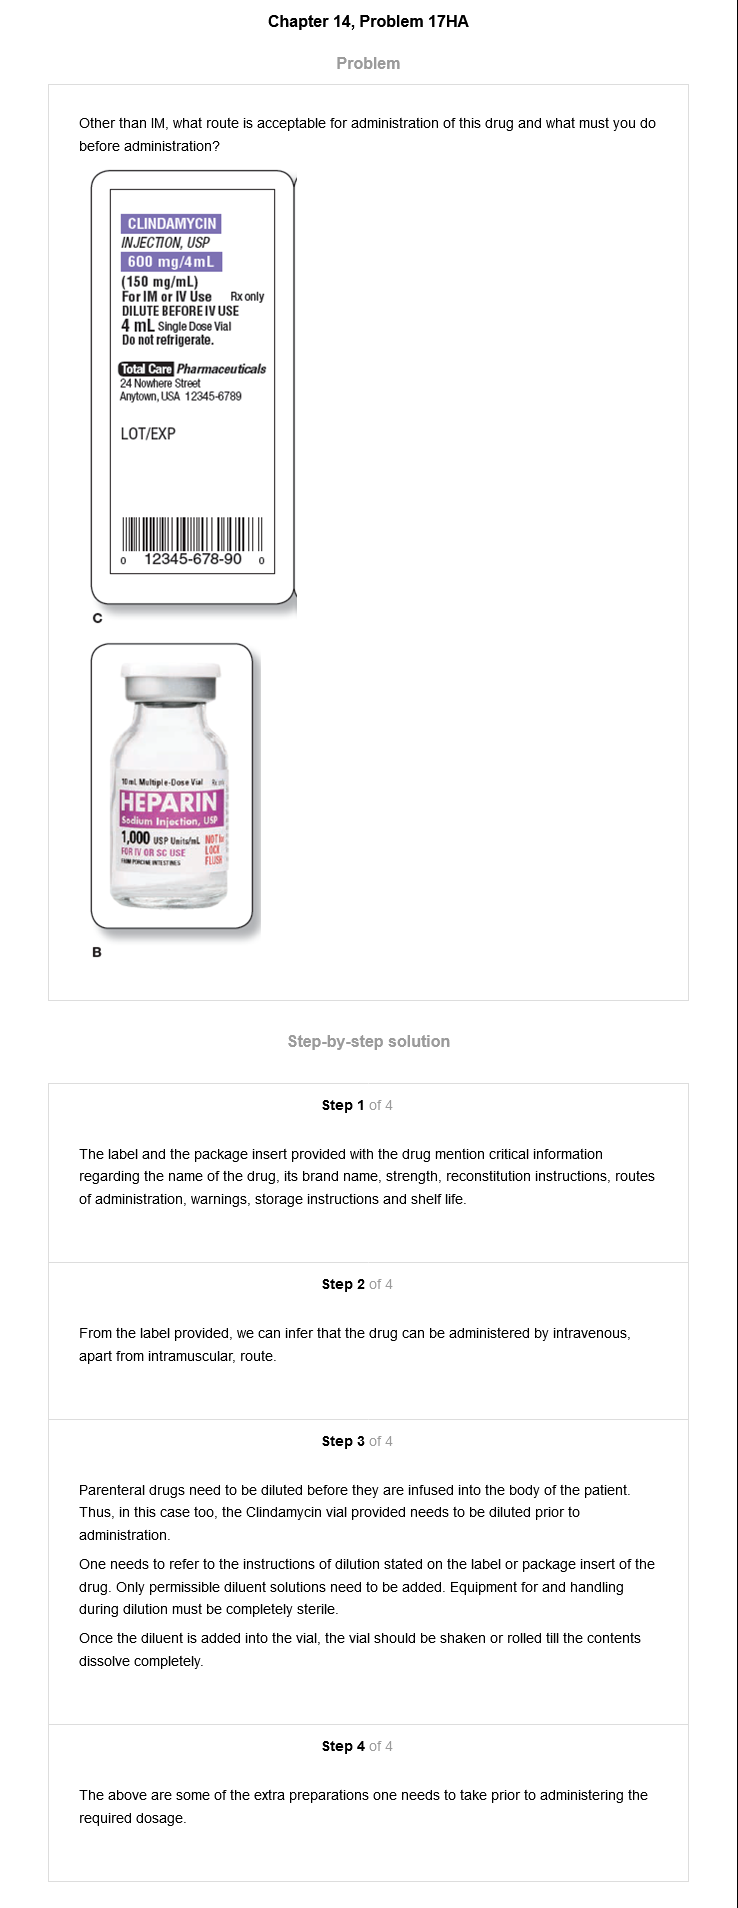 Chapter 14, Problem 17HA
Problem
Other than IM, what route is acceptable for administration of this drug and what must you do
before administration?
CLINDAMYCIN
INJECTION, USP
600 mg/4mL
(150 mg/mL)
For IM or IV Use Rx only
DILUTE BEFORE IV USE
4 mL Single Dose Vial
Do not refrigerate.
Total Care Pharmaceuticals
24 Nowhere Street
Anytown, USA 12345-6789
LOT/EXP
0 12345-678-90 0
C
10 mL Multiple-Dose Vial Rx only
HEPARIN
Sodium Injection, USP
1,000 USP Units/mL NOT for
FOR IV OR SC USE LOCK
FROM PORCINE INTESTINES FLUSH
B
Step-by-step solution
Step 1 of 4
The label and the package insert provided with the drug mention critical information
regarding the name of the drug, its brand name, strength, reconstitution instructions, routes
of administration, warnings, storage instructions and shelf life.
Step 2 of 4
From the label provided, we can infer that the drug can be administered by intravenous,
apart from intramuscular, route.
Step 3 of 4
Parenteral drugs need to be diluted before they are infused into the body of the patient.
Thus, in this case too, the Clindamycin vial provided needs to be diluted prior to
administration.
One needs to refer to the instructions of dilution stated on the label or package insert of the
drug. Only permissible diluent solutions need to be added. Equipment for and handling
during dilution must be completely sterile.
Once the diluent is added into the vial, the vial should be shaken or rolled till the contents
dissolve completely.
Step 4 of 4
The above are some of the extra preparations one needs to take prior to administering the
required dosage.